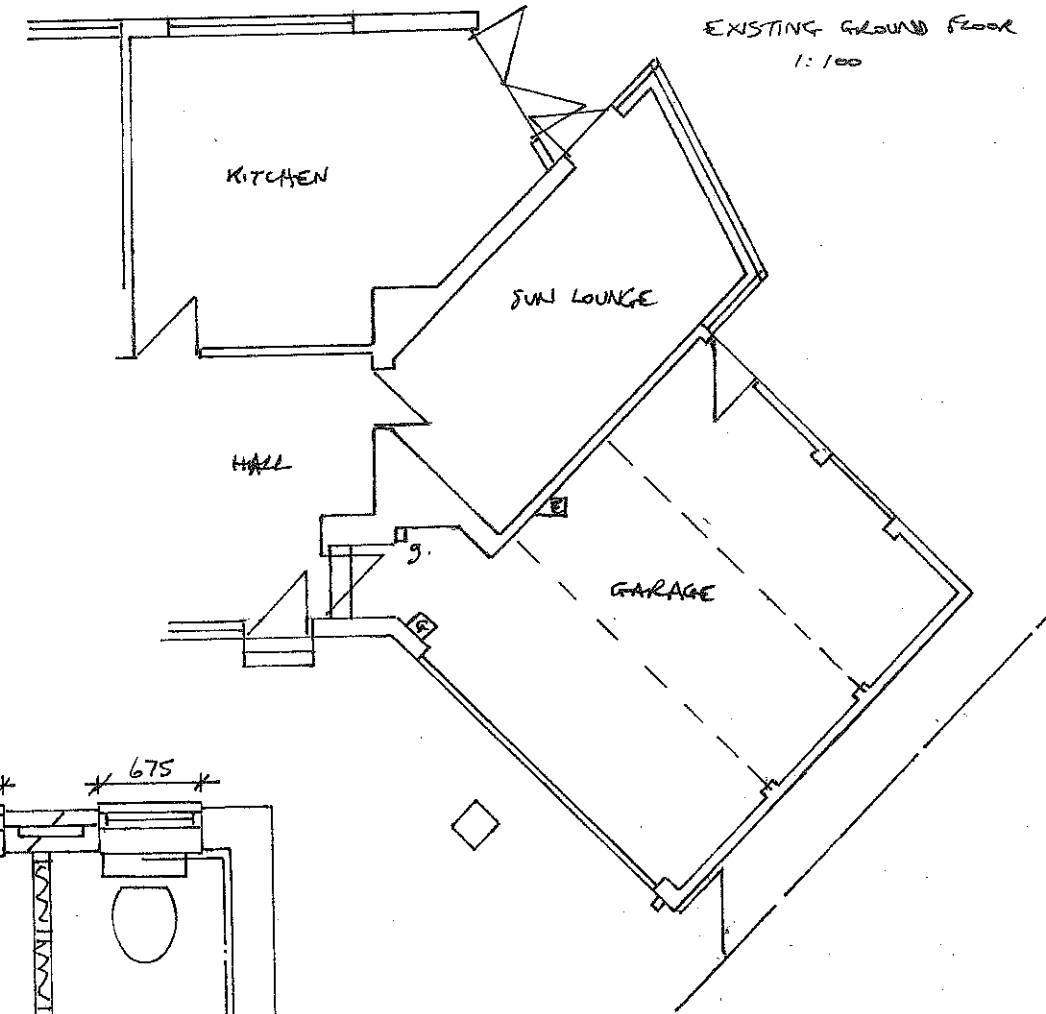 EXISTING GROUND FLOOR
1:100
KITCHEN
SUN LOUNGE
HALL
E
g.
GARAGE
G
675